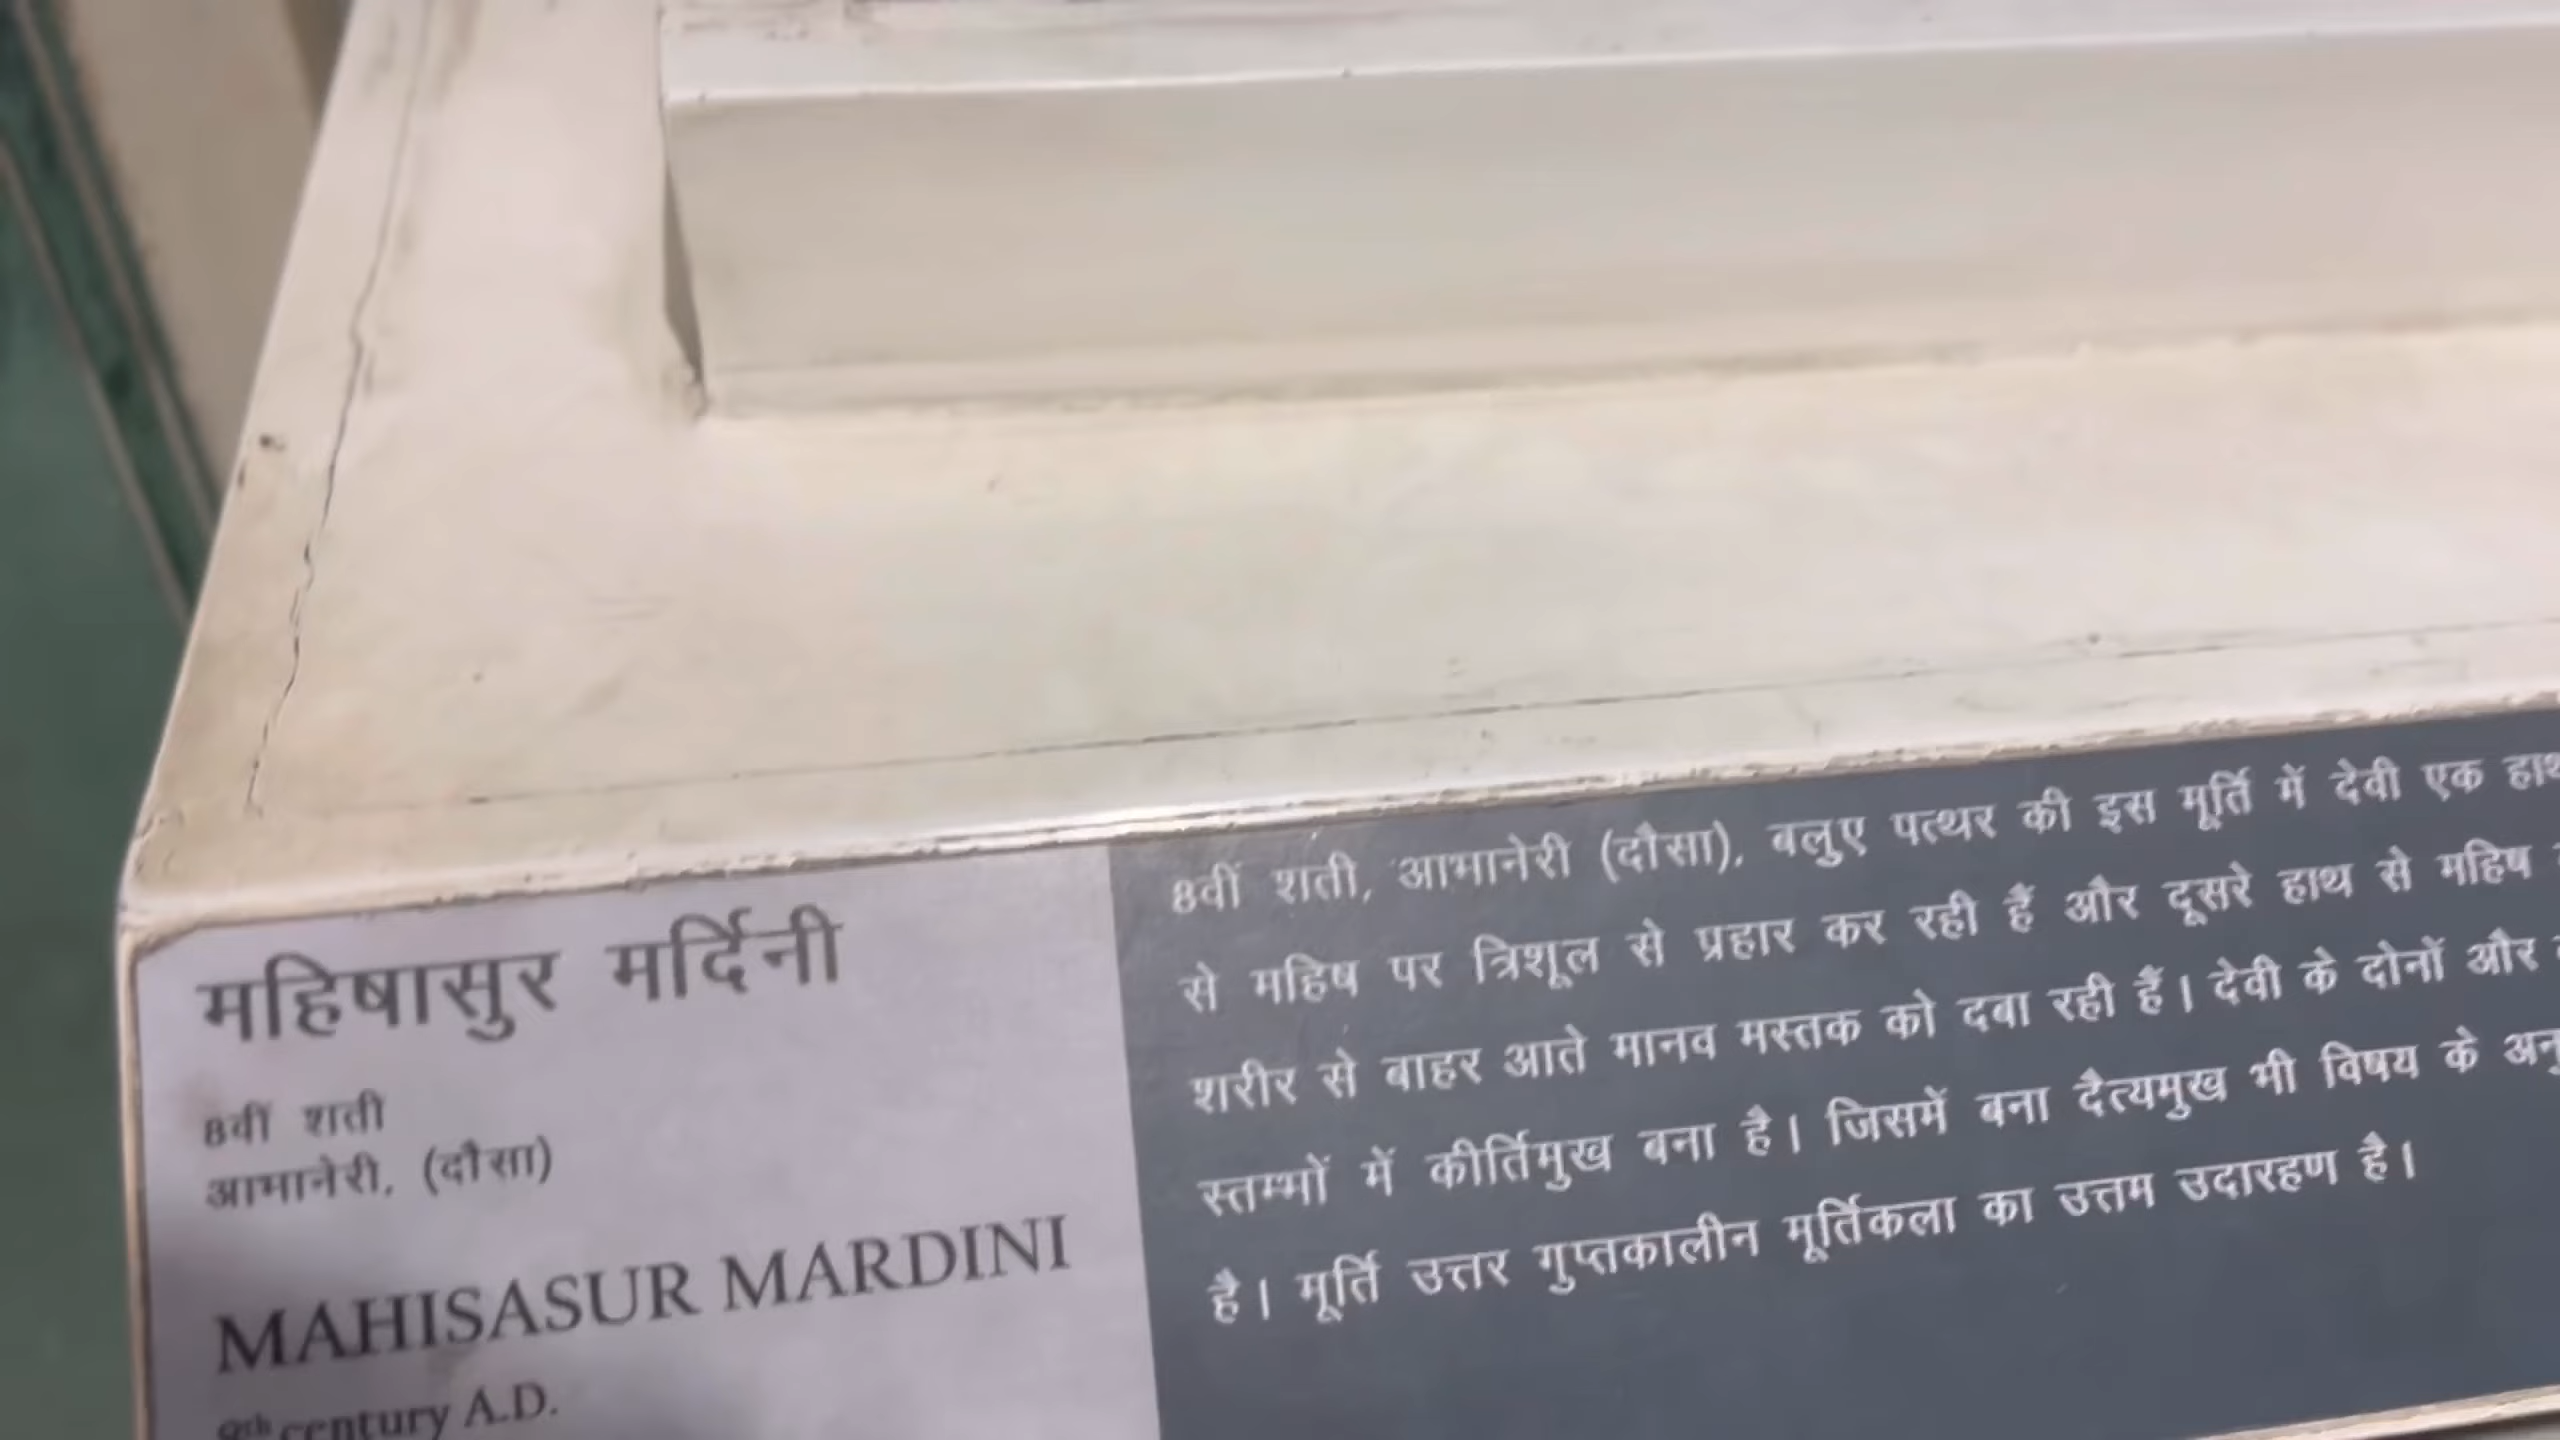 महिषासुर मर्दिनी
8वीं शती
आमानेरी, (दौसा)
MAHISASUR MARDINI
century A.D.
8वीं शती, आमानेरी (दौसा), बलुए पत्थर की इस मूर्ति में देवी एक
से महिष पर त्रिशूल से प्रहार कर रही हैं और दूसरे हाथ से महिष
शरीर से बाहर आते मानव मस्तक को दबा रही हैं। देवी के दोनों और
स्तम्भों में कीर्तिमुख बना है। जिसमें बना दैत्यमुख भी विषय के
है। मूर्ति उत्तर गुप्तकालीन मूर्तिकला का उत्तम उदारहण है।